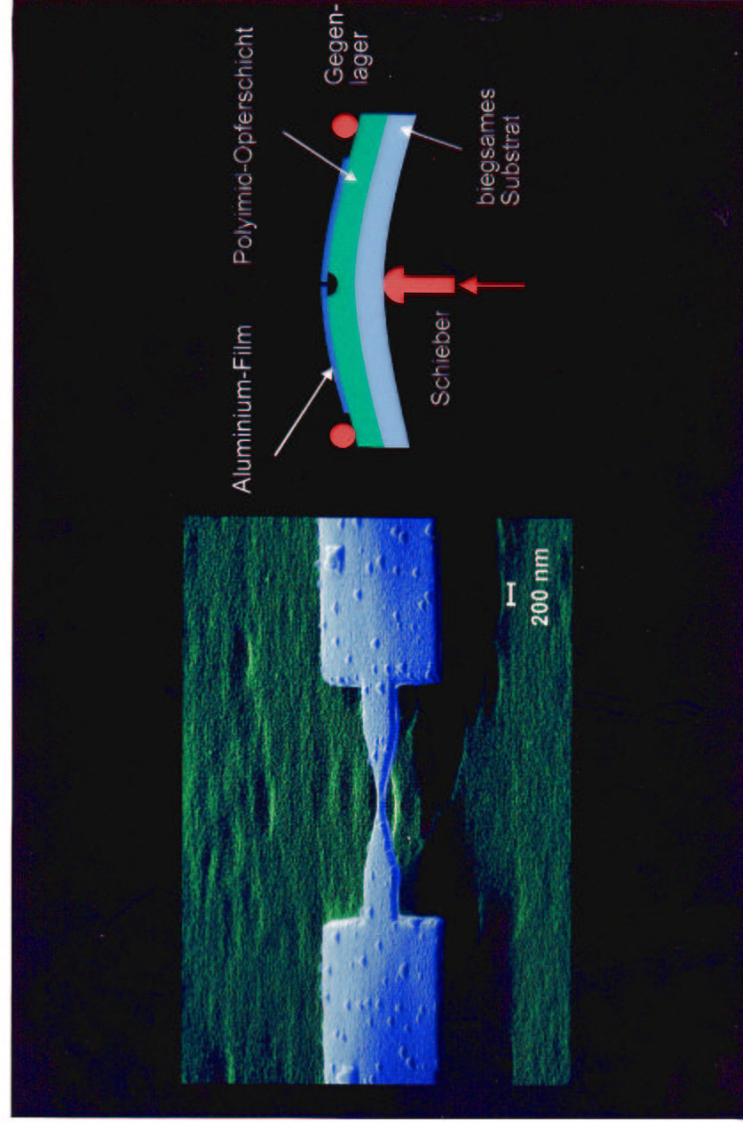 Aluminium-Film
Polyimid-Opferschicht
Gegen-
lager
Schieber
biegsames
Substrat
200 nm